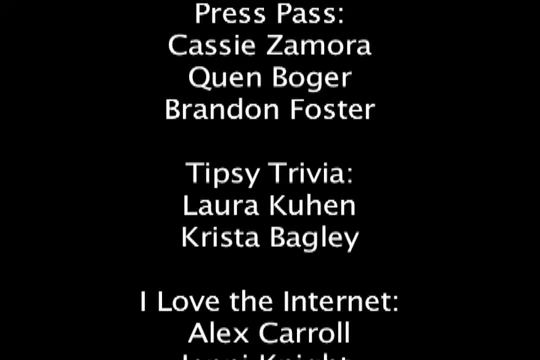 Press Pass:
Cassie Zamora
Quen Boger
Brandon Foster
Tipsy Trivia:
Laura Kuhen
Krista Bagley
I Love the Internet:
Alex Carroll
Knight